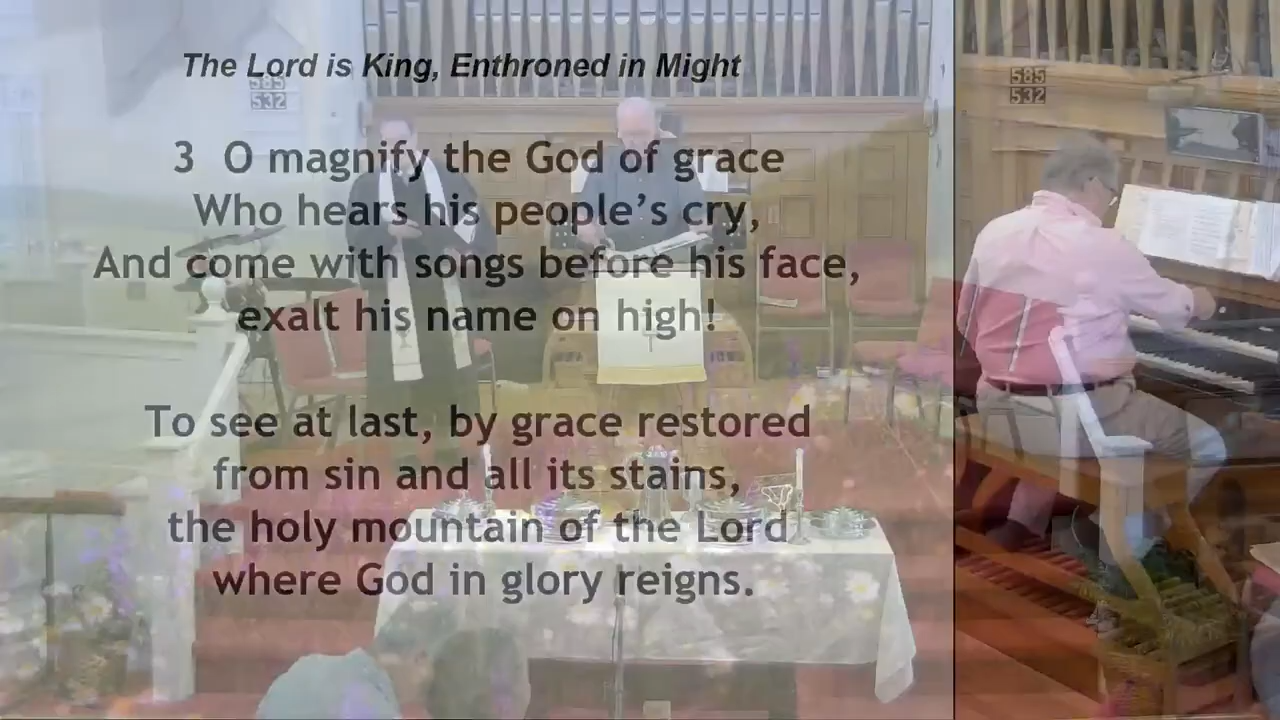 The Lord is King, Enthroned in Might
585
532
585
532
3 O magnify the God of grace
Who hears his people’s cry,
And come with songs before his face,
exalt his name on high!
To see at last, by grace restored
from sin and all its stains,
the holy mountain of the Lord
where God in glory reigns.